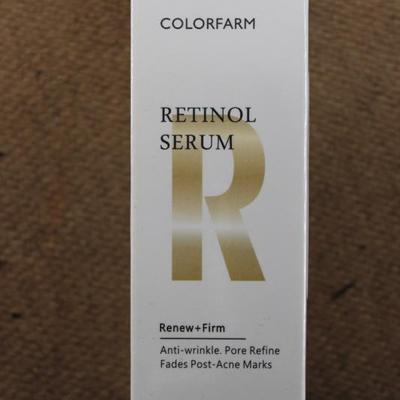 COLORFARM
RETINOL
SERUM
R
Renew+Firm
Anti-wrinkle. Pore Refine
Fades Post-Acne Marks